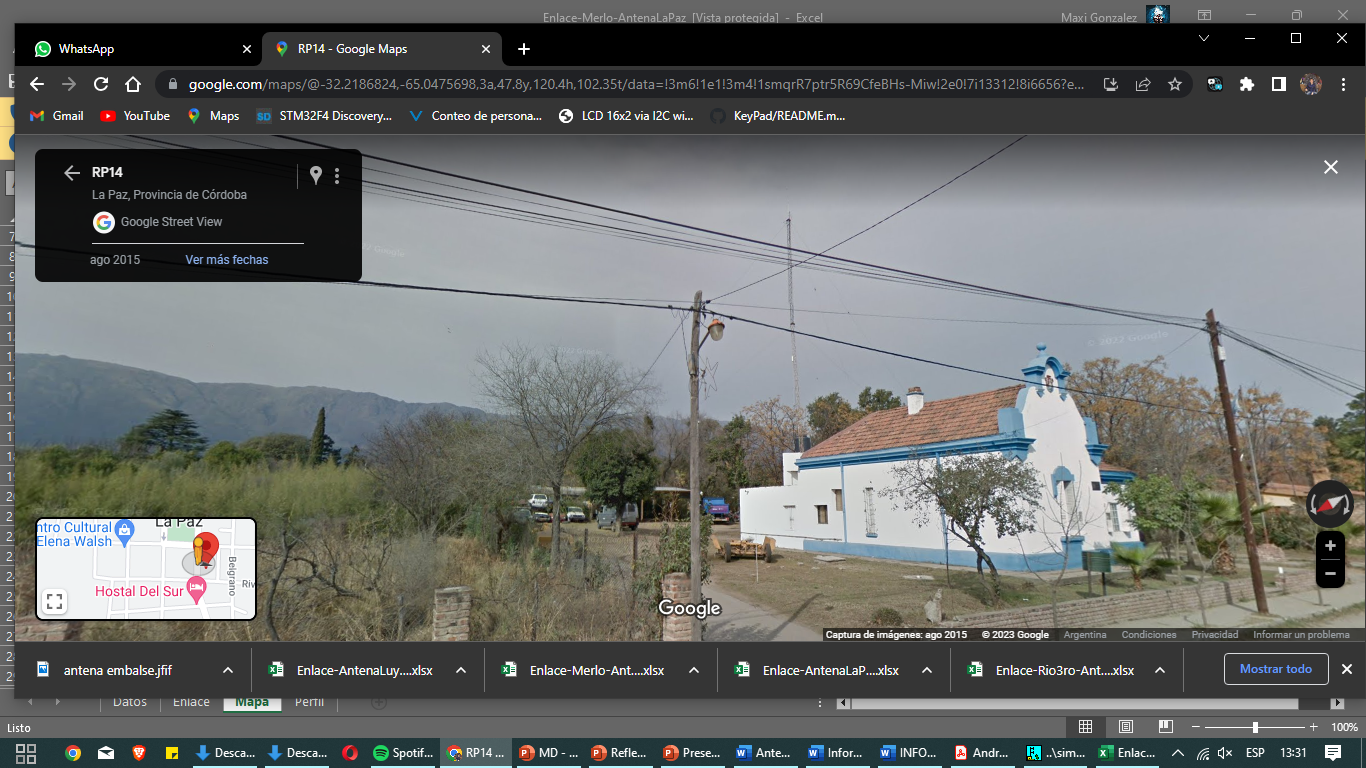 Enlace-Merlo-AntenaLaPaz [Vista protegida] - Excel
Maxi Gonzalez
WhatsApp
RP14 - Google Maps
google.com/maps/@-32.2186824,-65.0475698,3a,47.8y,120.4h,102.35t/data=!3m6!1e1!3m4!1smqrR7ptr5R69CfeBHs-Miw!2e0!7i13312!8i6656?e...
Gmail
YouTube
Maps
STM32F4 Discovery...
Conteo de persona...
LCD 16x2 via I2C wi...
KeyPad/README.m...
RP14
La Paz, Provincia de Córdoba
Google Street View
ago 2015
Ver más fechas
© 2022 Google
La Paz
ntro Cultural
Elena Walsh
Belgrano
Riv
Hostal Del Sur
Google
Captura de imágenes: ago 2015
© 2023 Google
Argentina
Condiciones
Privacidad
Informar un problema
antena embalse.jfif
Enlace-AntenaLuy....xlsx
Enlace-Merlo-Ant....xlsx
Enlace-AntenaLaP....xlsx
Enlace-Rio3ro-Ant....xlsx
Mostrar todo
Datos
Enlace
Mapa
Perfil
Listo
100%
Desca...
Desca...
Spotif...
RP14 ...
MD - ...
Refle...
Prese...
Ante...
Infor...
INFO...
Andr...
..\sim...
Enlac...
ESP
13:31